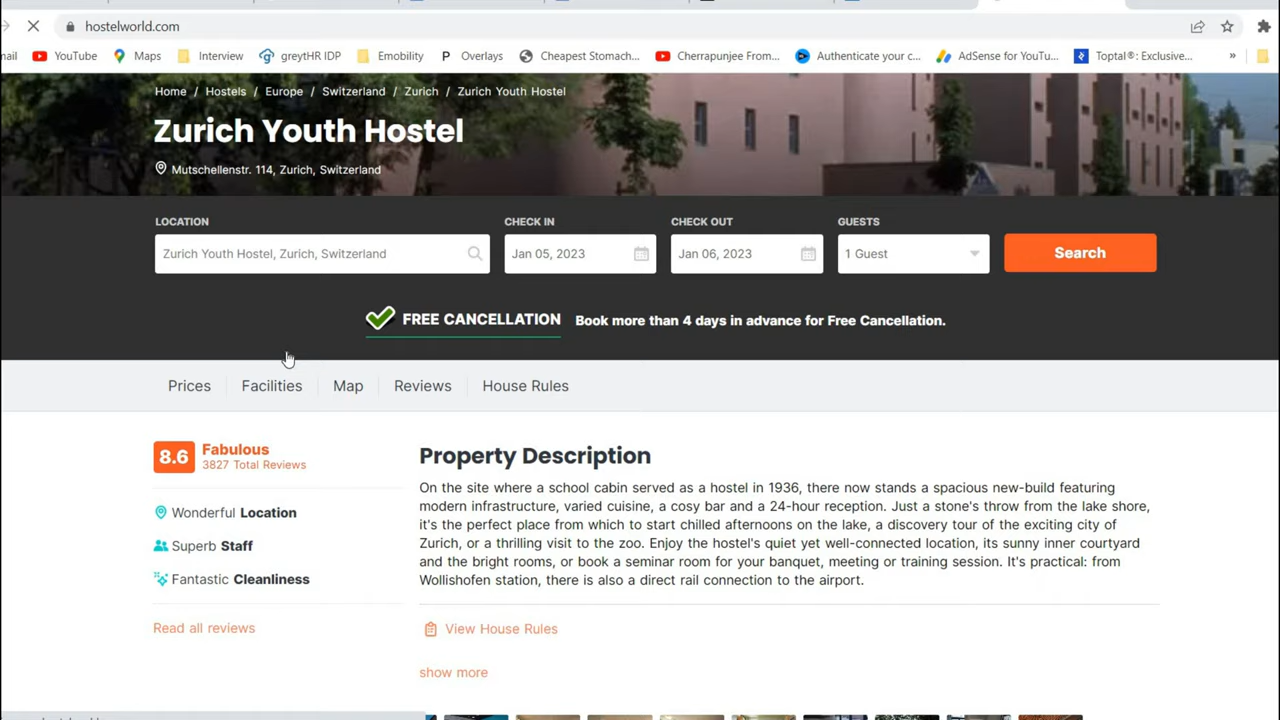 hostelworld.com
mail YouTube Maps Interview greytHR IDP Emobility Overlays Cheapest Stomach... Cherrapunjee From... Authenticate your c... AdSense for YouTu... Toptal®: Exclusive... »
Home / Hostels / Europe / Switzerland / Zurich / Zurich Youth Hostel
Zurich Youth Hostel
Mutschellenstr. 114, Zurich, Switzerland
LOCATION CHECK IN CHECK OUT GUESTS
Zurich Youth Hostel, Zurich, Switzerland Jan 05, 2023 Jan 06, 2023 1 Guest Search
FREE CANCELLATION Book more than 4 days in advance for Free Cancellation.
Prices Facilities Map Reviews House Rules
8.6 Fabulous
3827 Total Reviews
Wonderful Location
Superb Staff
Fantastic Cleanliness
Read all reviews
Property Description
On the site where a school cabin served as a hostel in 1936, there now stands a spacious new-build featuring
modern infrastructure, varied cuisine, a cosy bar and a 24-hour reception. Just a stone's throw from the lake shore,
it's the perfect place from which to start chilled afternoons on the lake, a discovery tour of the exciting city of
Zurich, or a thrilling visit to the zoo. Enjoy the hostel's quiet yet well-connected location, its sunny inner courtyard
and the bright rooms, or book a seminar room for your banquet, meeting or training session. It's practical: from
Wollishofen station, there is also a direct rail connection to the airport.
View House Rules
show more